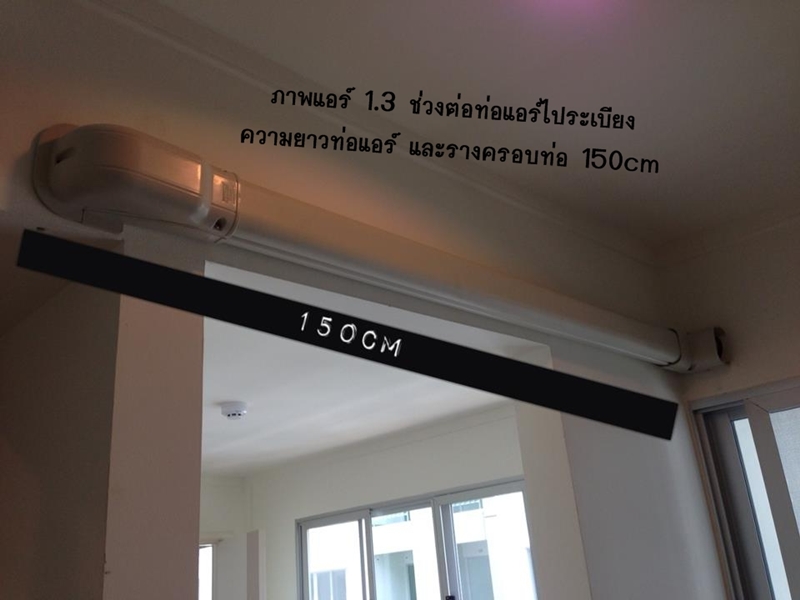 ภาพแอร์ 1.3 ช่วงต่อท่อแอร์ไประเบียง
ความยาวท่อแอร์ และรางครอบท่อ 150cm
150CM